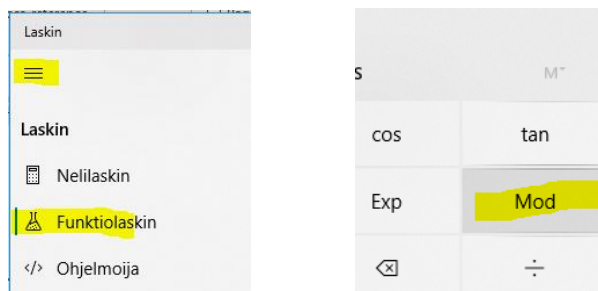 Laskin
Laskin
Nelilaskin
Funktiolaskin
</> Ohjelmoija
s
M˅
cos
tan
Exp
Mod
÷